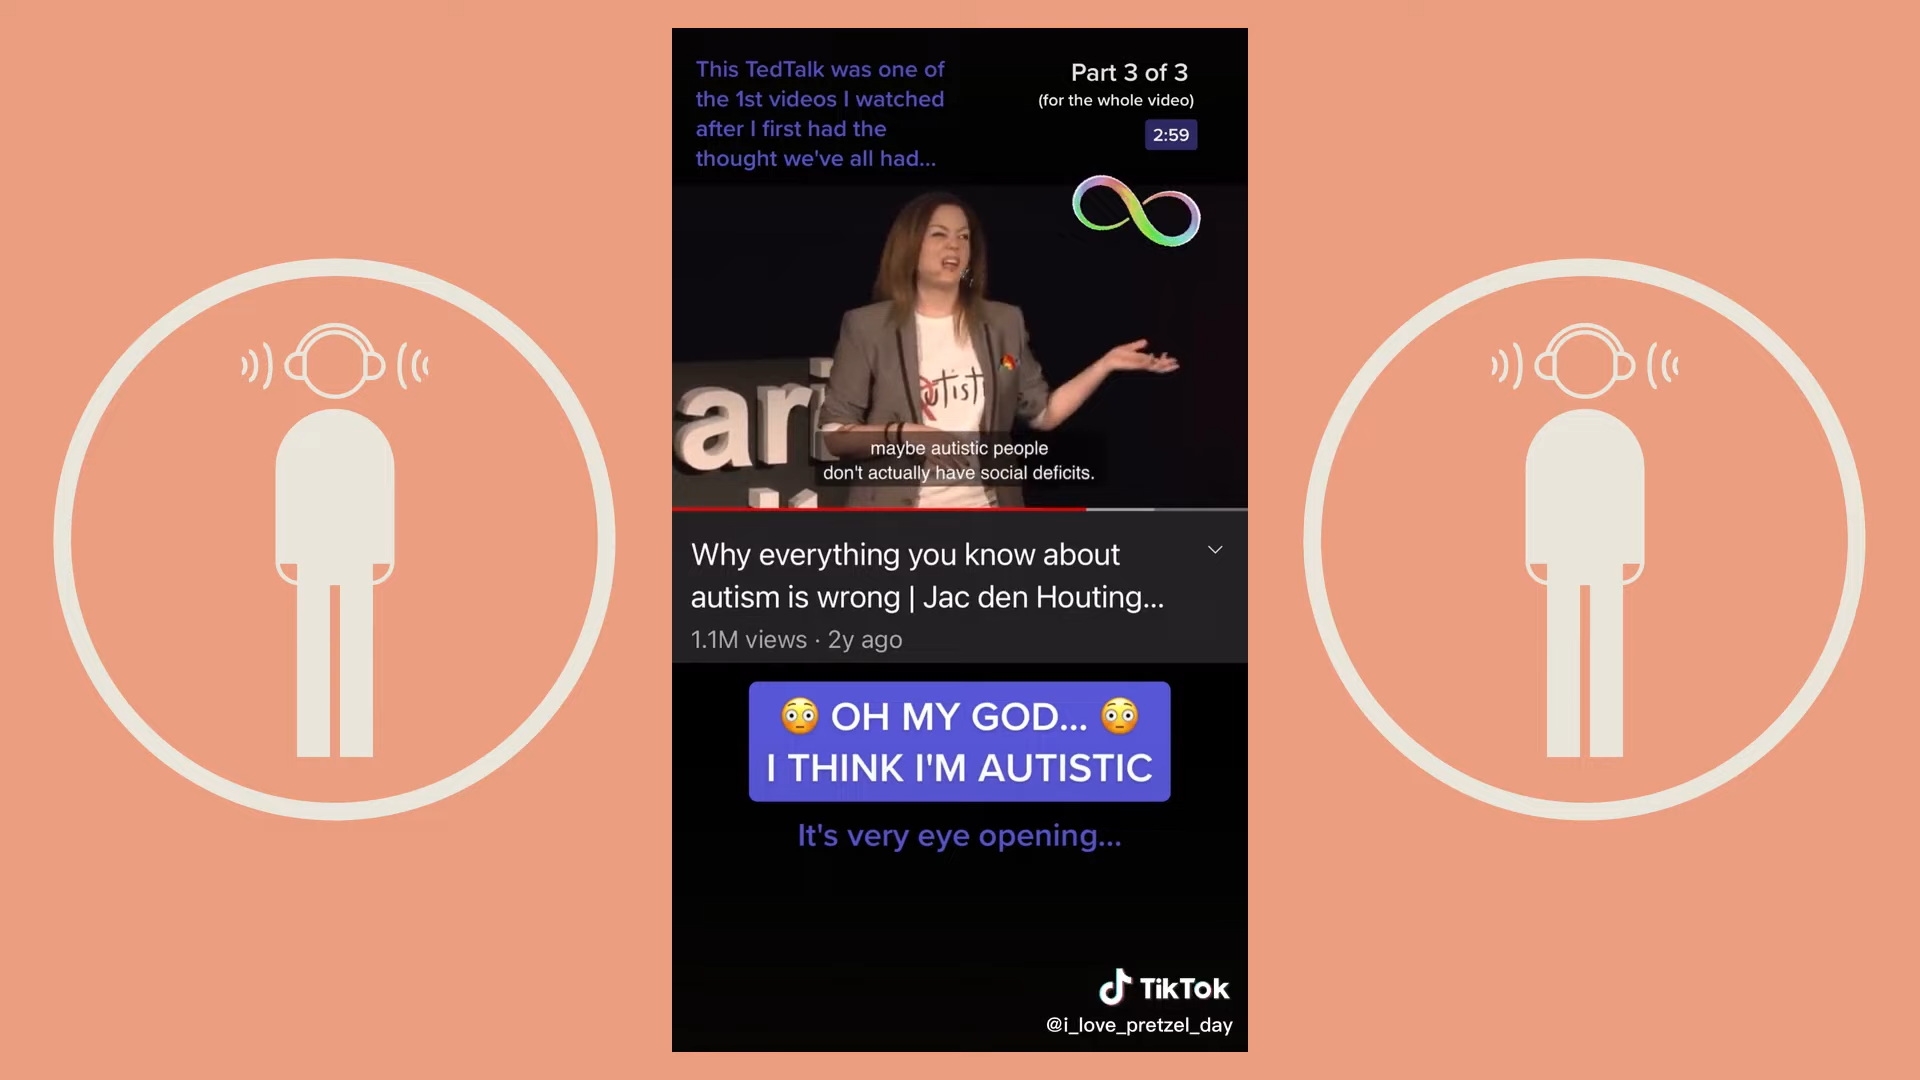 This TedTalk was one of
the 1st videos I watched
after I first had the
thought we've all had...
Part 3 of 3
(for the whole video)
2:59
ari
autist
maybe autistic people
don't actually have social deficits.
Why everything you know about
autism is wrong | Jac den Houting...
1.1M views · 2y ago
😳 OH MY GOD... 😳
I THINK I'M AUTISTIC
It's very eye opening...
TikTok
@i_love_pretzel_day